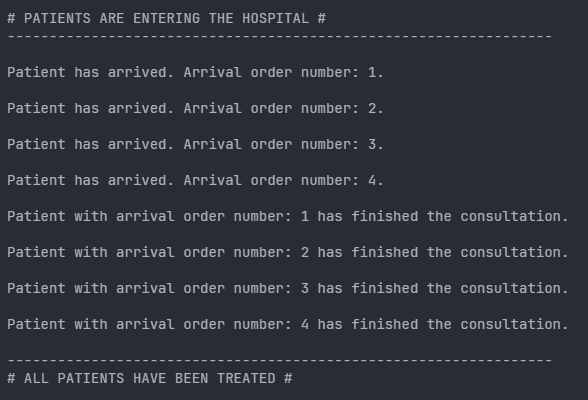 # PATIENTS ARE ENTERING THE HOSPITAL #
-----------------------------------------------------------------
Patient has arrived. Arrival order number: 1.
Patient has arrived. Arrival order number: 2.
Patient has arrived. Arrival order number: 3.
Patient has arrived. Arrival order number: 4.
Patient with arrival order number: 1 has finished the consultation.
Patient with arrival order number: 2 has finished the consultation.
Patient with arrival order number: 3 has finished the consultation.
Patient with arrival order number: 4 has finished the consultation.
-----------------------------------------------------------------
# ALL PATIENTS HAVE BEEN TREATED #